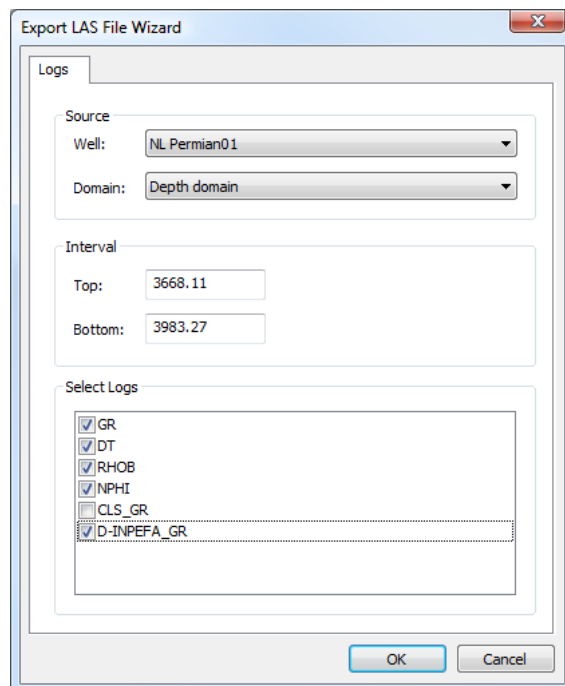 Export LAS File Wizard
Logs
Source
Well: NL Permian01
Domain: Depth domain
Interval
Top: 3668.11
Bottom: 3983.27
Select Logs
GR
DT
RHOB
NPHI
CLS_GR
D-INPEFA_GR
OK Cancel